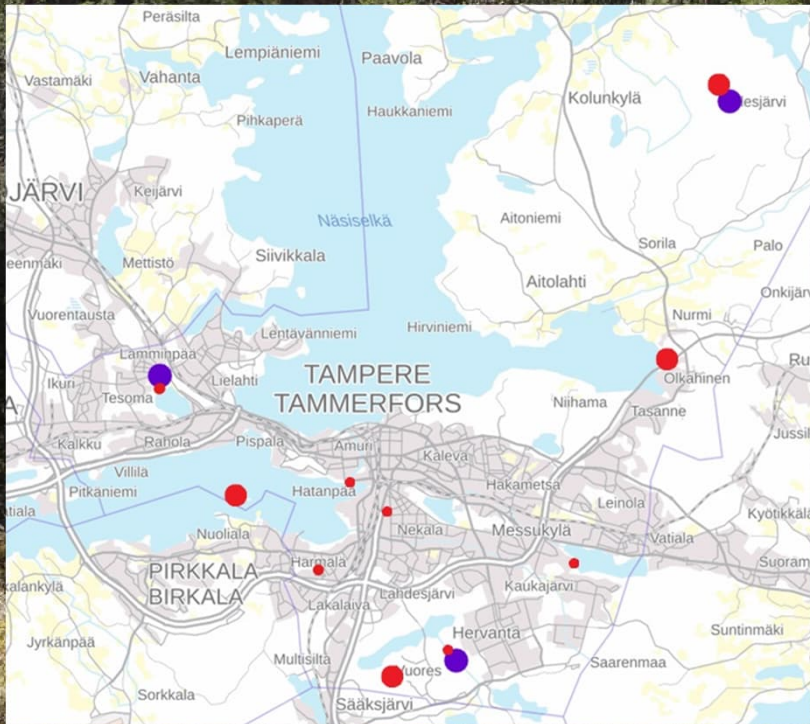 Peräsilta
Lempiäniemi
Paavola
Vastamäki
Vahanta
Kolunkylä
Haukkaniemi
Pihkaperä
JÄRVI
Keijärvi
Näsiselkä
Aitoniemi
Sorila
Palo
Siivikkala
Mettistö
Aitolahti
Vuorentausta
Nurmi
Lentävänniemi
Hirviniemi
Lamminpää
TAMPERE
TAMMERFORS
Ikuri
Lielahti
Olkahinen
Tesoma
Niihama
Tasanne
Kalkku
Rahola
Pispala
Amuri
Kaleva
Villilä
Pitkäniemi
Hatanpää
Hakametsä
Leinola
Nuoliala
Nekala
Messukylä
Vatiala
Härmälä
PIRKKALA
BIRKALA
Lakalaiva
Lahdesjärvi
Kaukajärvi
Jyrkänpää
Hervanta
Suntinmäki
Multisilta
Vuores
Saarenmaa
Sorkkala
Sääksjärvi